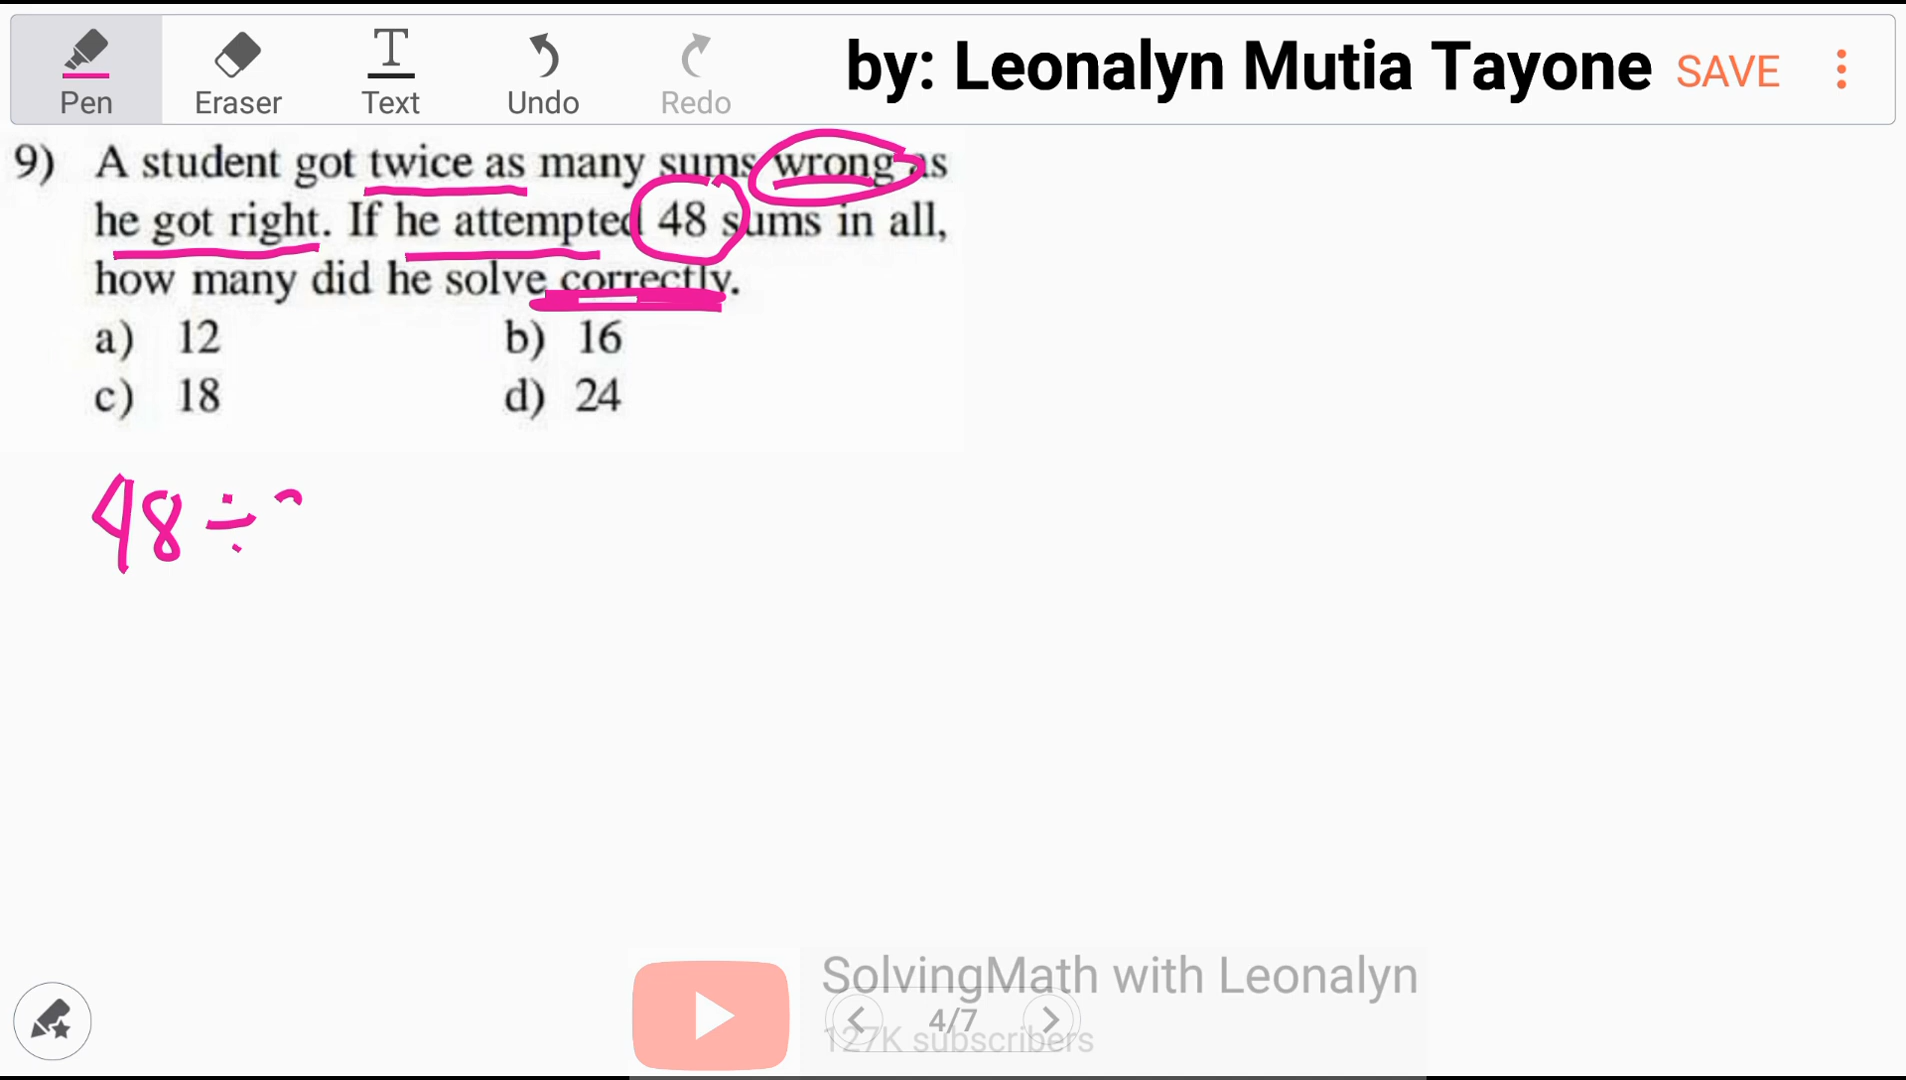 Pen
Eraser
Text
Undo
Redo
by: Leonalyn Mutia Tayone
SAVE
9) A student got twice as many sums wrong as
he got right. If he attempted 48 sums in all,
how many did he solve correctly.
a) 12 b) 16
c) 18 d) 24
48 ÷
SolvingMath with Leonalyn
4/7
127K subscribers